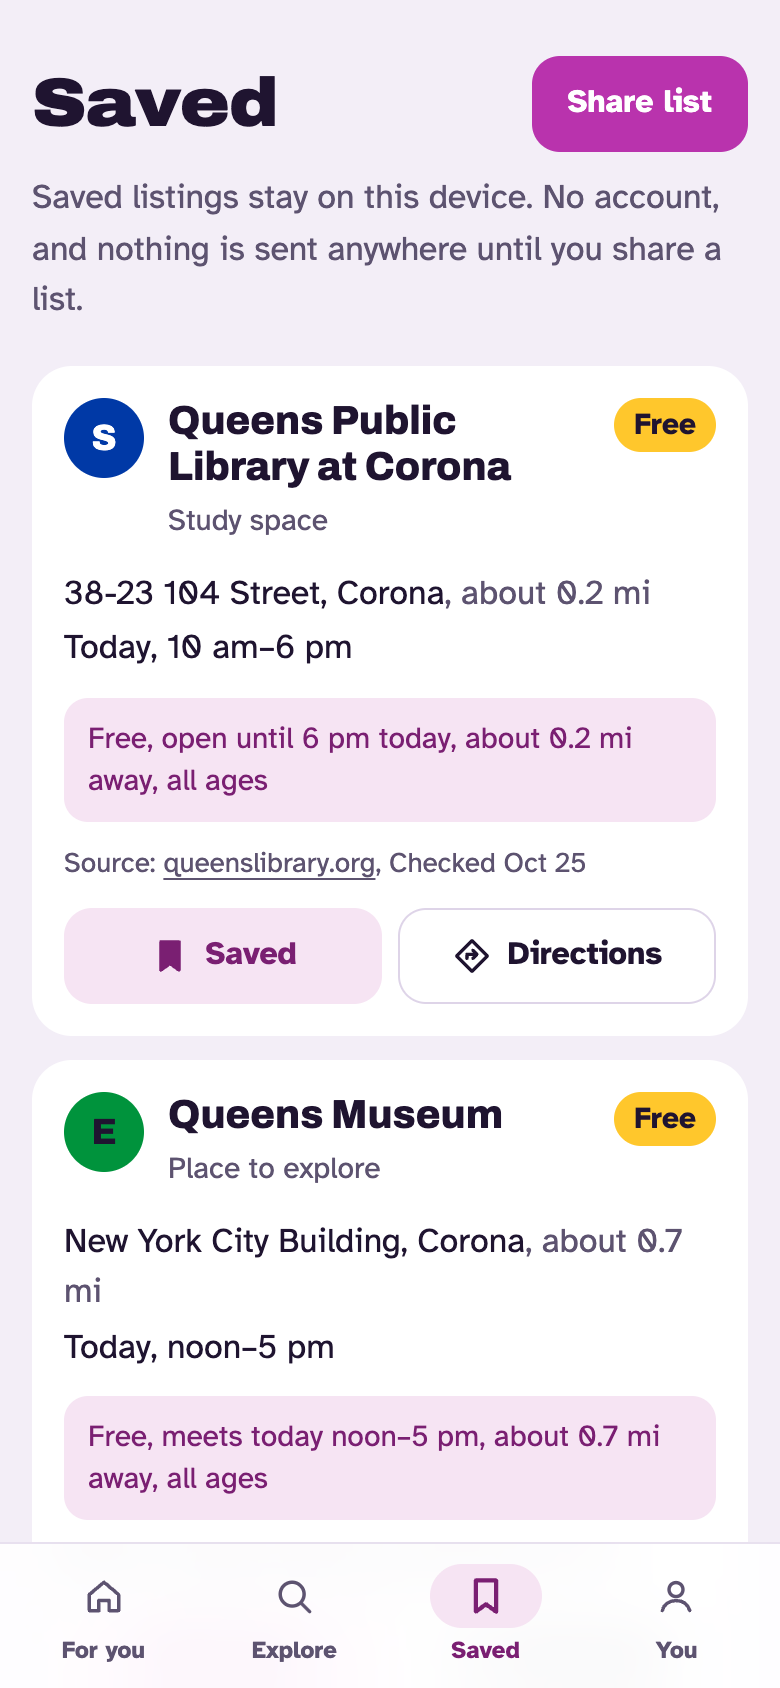 Saved
Share list
Saved listings stay on this device. No account,
and nothing is sent anywhere until you share a
list.
S
Queens Public
Library at Corona
Free
Study space
38-23 104 Street, Corona, about 0.2 mi
Today, 10 am–6 pm
Free, open until 6 pm today, about 0.2 mi
away, all ages
Source: queenslibrary.org, Checked Oct 25
Saved
Directions
E
Queens Museum
Free
Place to explore
New York City Building, Corona, about 0.7
mi
Today, noon–5 pm
Free, meets today noon–5 pm, about 0.7 mi
away, all ages
For you
Explore
Saved
You